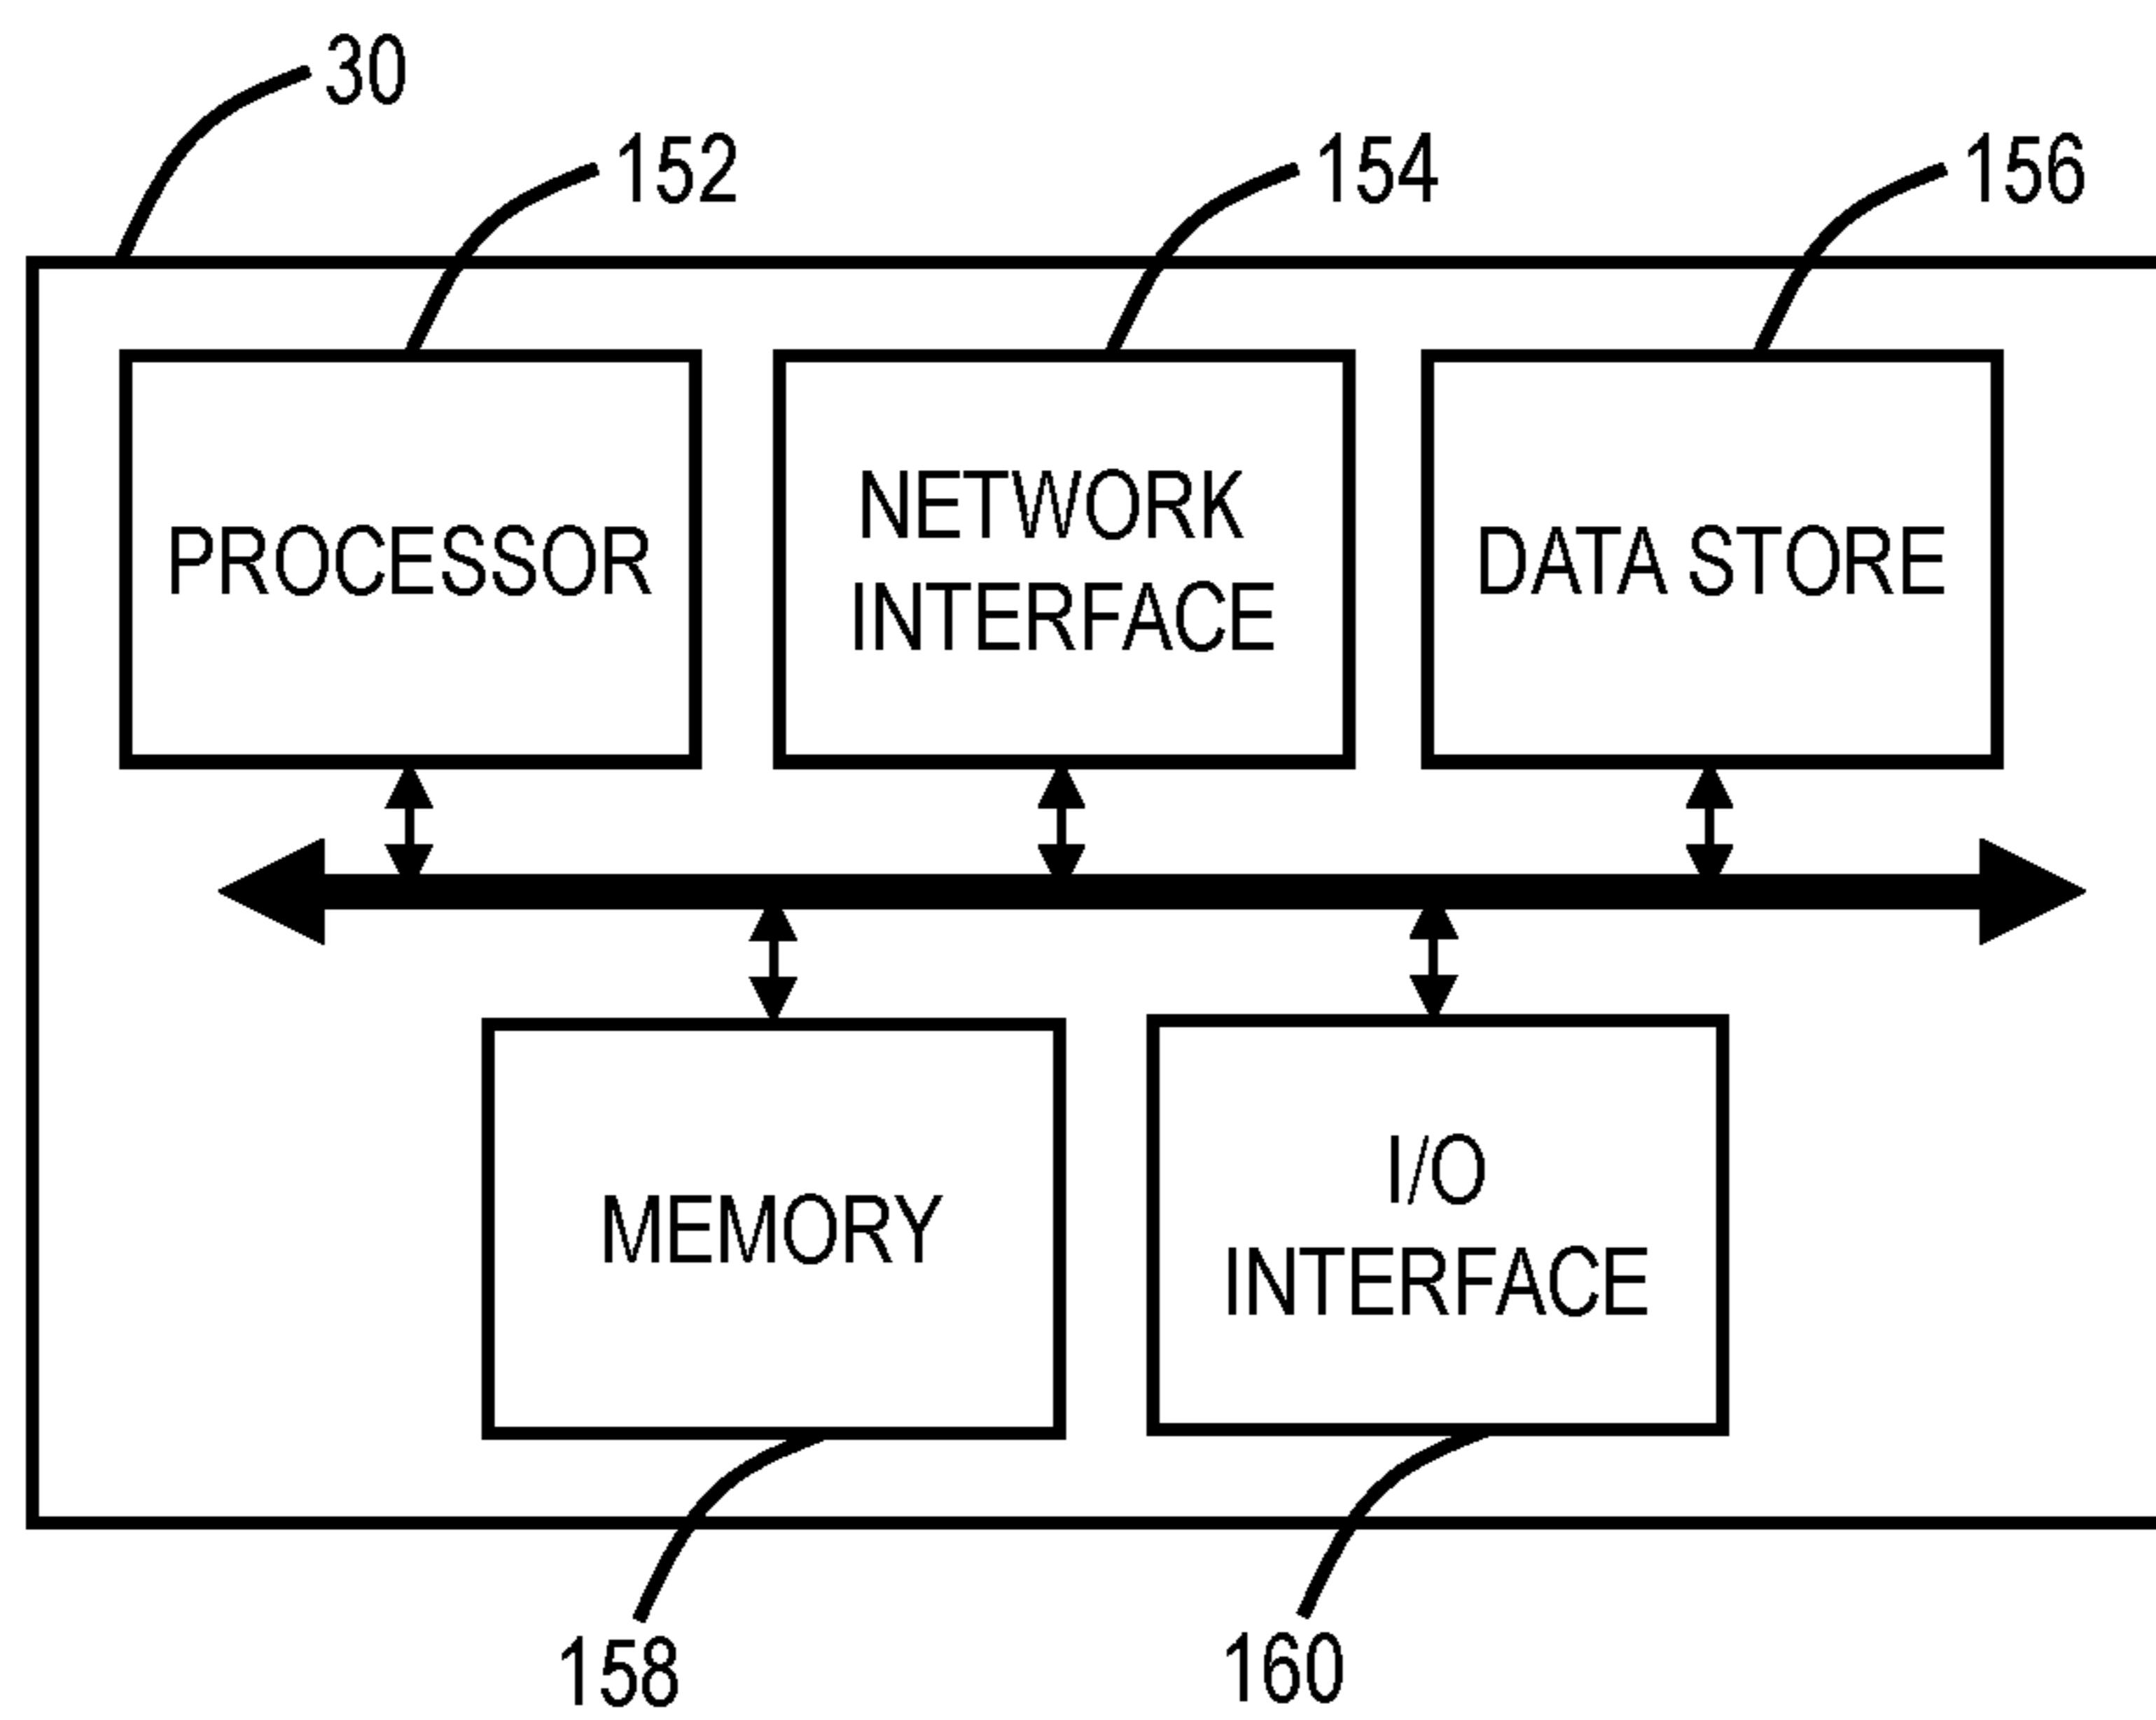 30
152
154
156
PROCESSOR
NETWORK
INTERFACE
DATA STORE
MEMORY
I/O
INTERFACE
158
160